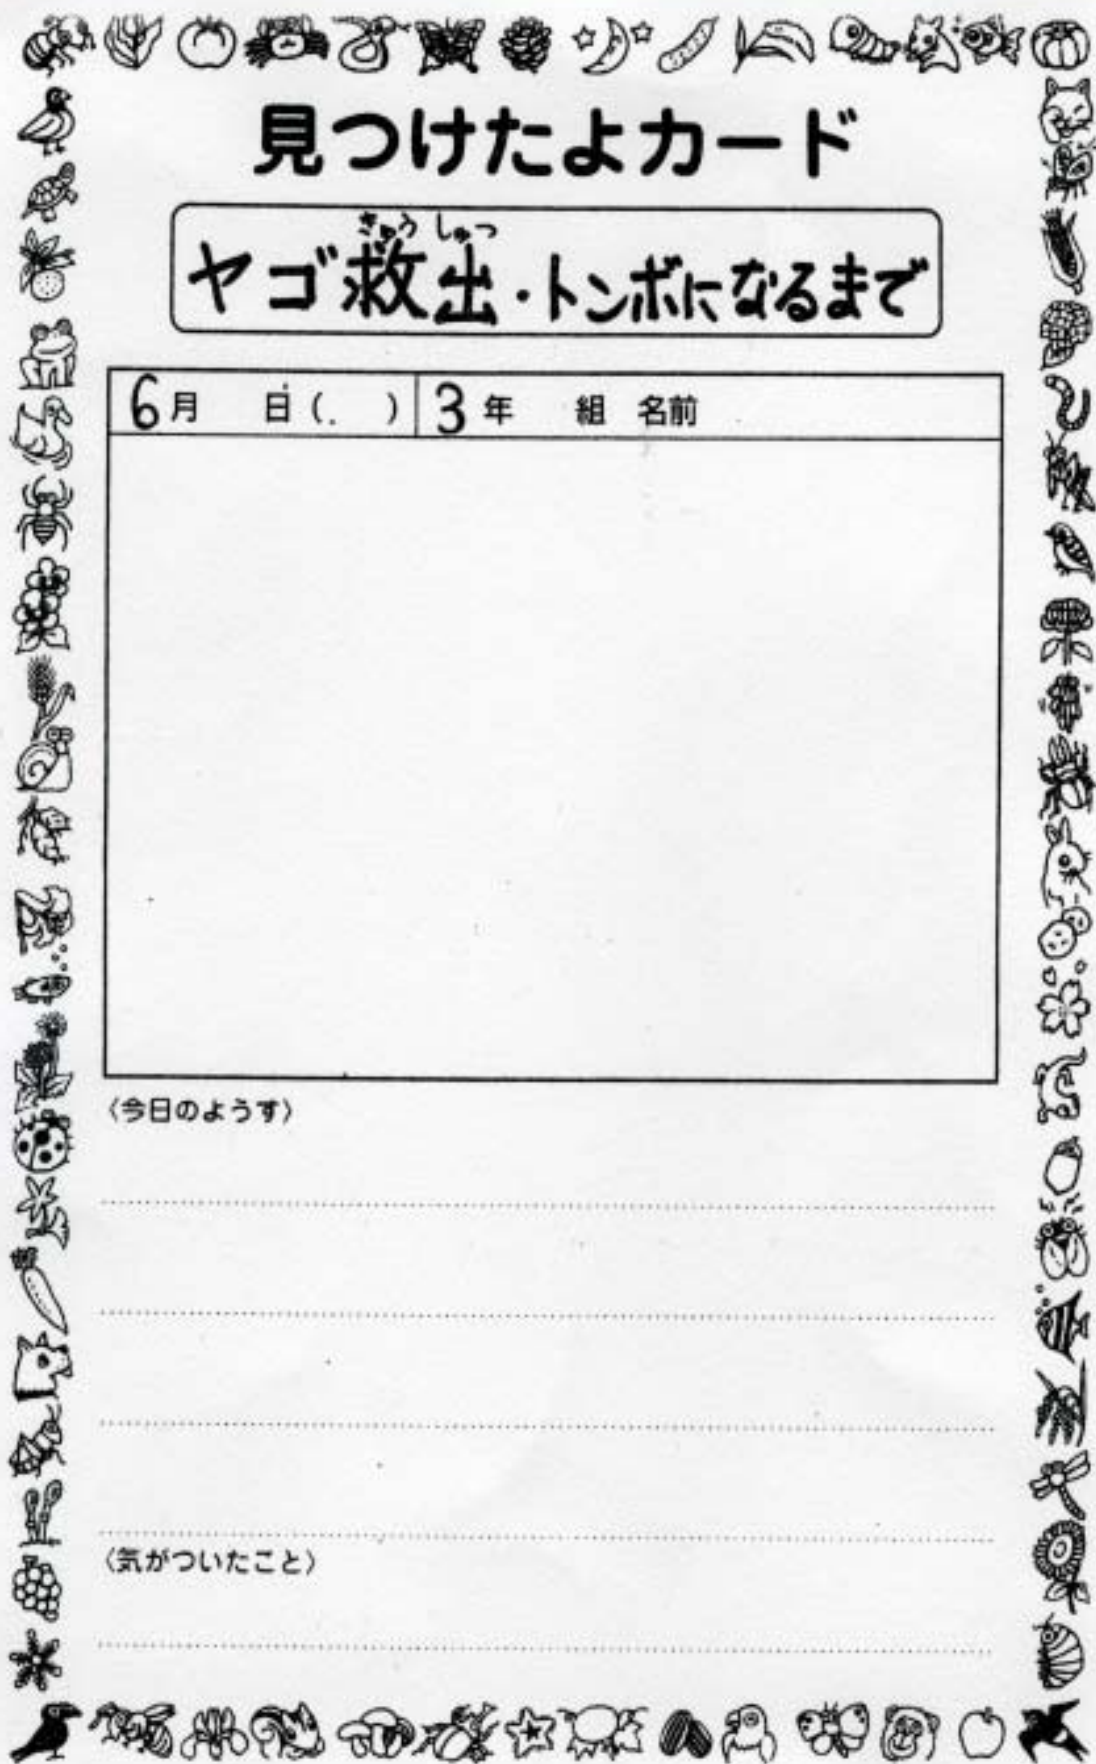 見つけたよカード
きゅう しゅつ
ヤゴ救出・トンボになるまで
6月　日（　） 3年　組　名前
〈今日のようす〉
〈気がついたこと〉